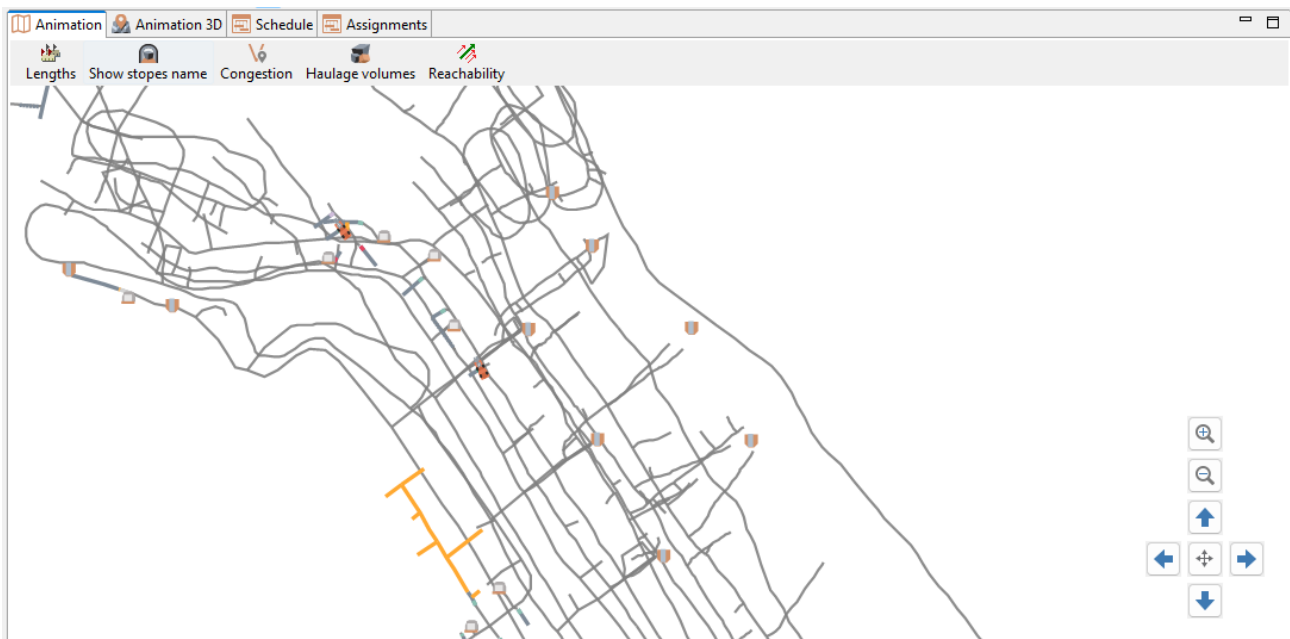 Animation Animation 3D Schedule Assignments
Lengths Show stopes name Congestion Haulage volumes Reachability